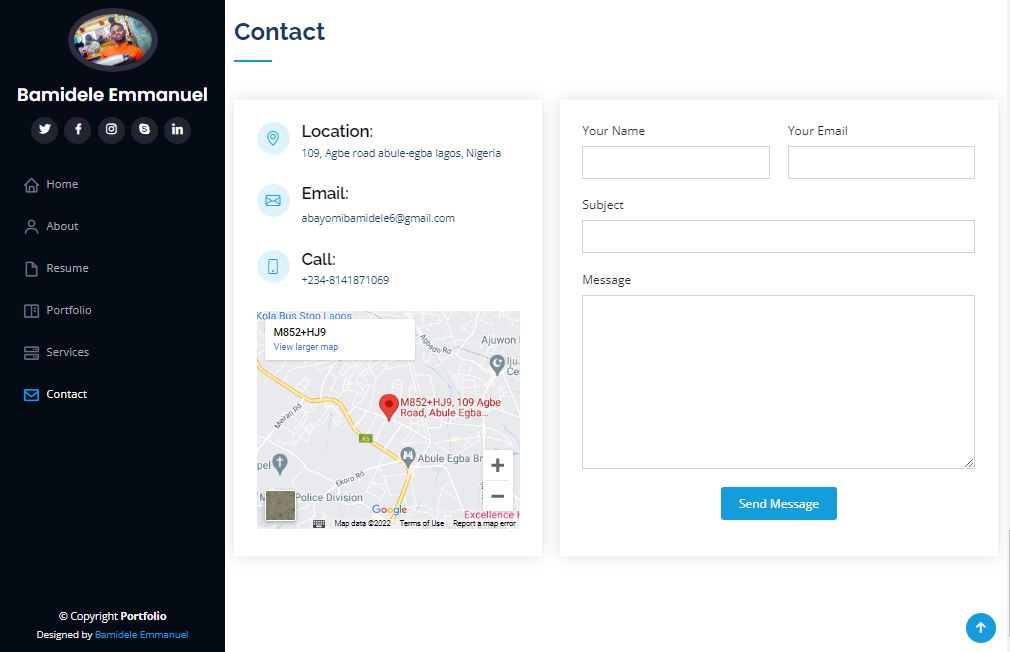 Bamidele Emmanuel
Home
About
Resume
Portfolio
Services
Contact
© Copyright Portfolio
Designed by Bamidele Emmanuel
Contact
Location:
109, Agbe road abule-egba lagos, Nigeria
Email:
abayomibamidele6@gmail.com
Call:
+234-8141871069
Kola Bus Stop Lagos
M852+HJ9
View larger map
Agbado Rd
Ajuwon
Iju
Ce
M852+HJ9, 109 Agbe
Road, Abule Egba...
Meiran Rd
A5
Abule Egba Br
pel
Ekoro Rd
M
Police Division
Google
Excellence H
Map data ©2022 Terms of Use Report a map error
Your Name
Your Email
Subject
Message
Send Message